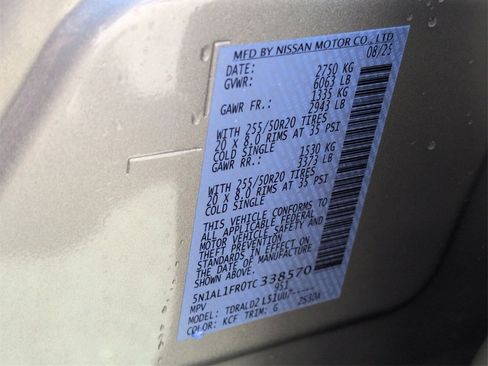 MFD BY NISSAN MOTOR CO., LTD
DATE: 08/25
GVWR: 2750 KG
6063 LB
GAWR FR.: 1335 KG
2943 LB
WITH 255/50R20 TIRES
20 X 8.0 RIMS AT 35 PSI
COLD SINGLE
GAWR RR.: 1530 KG
3373 LB
WITH 255/50R20 TIRES
20 X 8.0 RIMS AT 35 PSI
COLD SINGLE
THIS VEHICLE CONFORMS TO
ALL APPLICABLE FEDERAL
MOTOR VEHICLE SAFETY AND
THEFT PREVENTION
STANDARDS IN EFFECT ON
THE DATE OF MANUFACTURE
SHOWN ABOVE.
5N1AL1FR0TC338570
MPV 951
MODEL: TDRALD2 L51UU7-----
COLOR: KCF TRIM: G